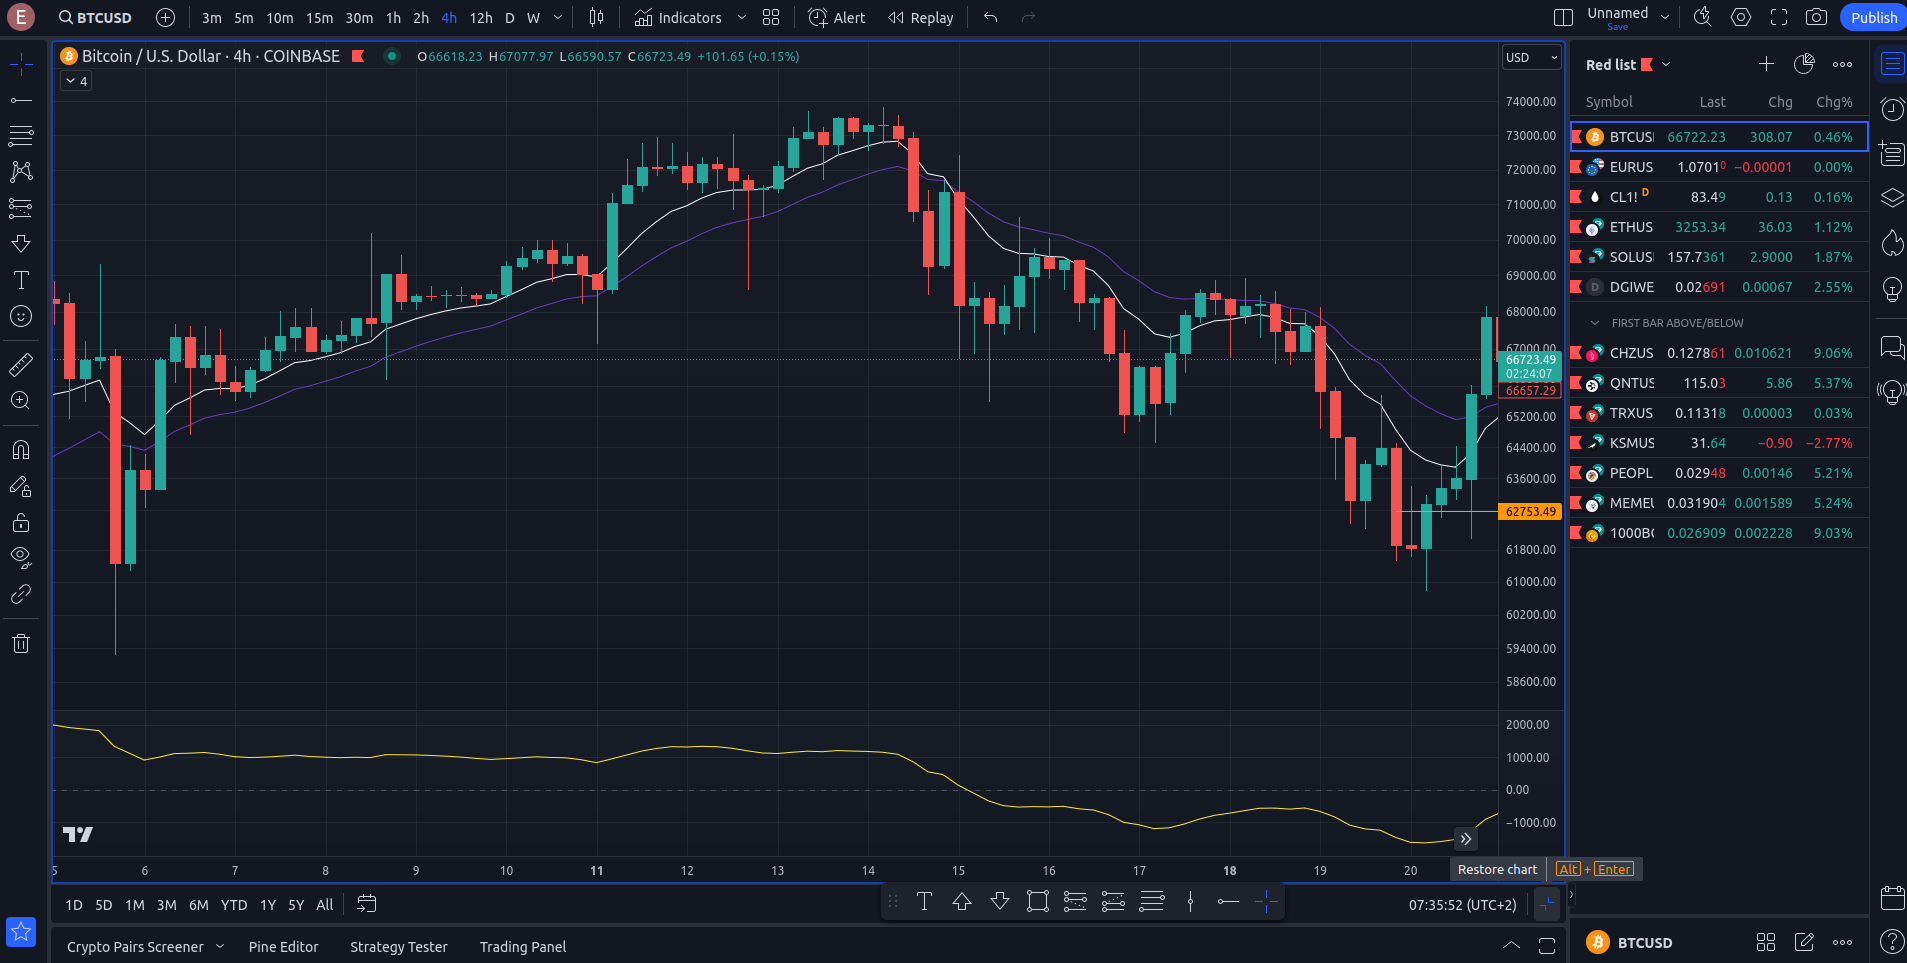 E BTCUSD 3m 5m 10m 15m 30m 1h 2h 4h 12h D W Indicators Alert Replay Unnamed Publish
Save
Bitcoin / U.S. Dollar · 4h · COINBASE O66618.23 H67077.97 L66590.57 C66723.49 +101.65 (+0.15%)
4
USD
74000.00
73000.00
72000.00
71000.00
70000.00
69000.00
68000.00
67000.00
66723.49
02:24:07
66657.29
65200.00
64400.00
63600.00
62753.49
61800.00
61000.00
60200.00
59400.00
58600.00
2000.00
1000.00
0.00
−1000.00
5 6 7 8 9 10 11 12 13 14 15 16 17 18 19 20
Restore chart Alt + Enter
1D 5D 1M 3M 6M YTD 1Y 5Y All
T
07:35:52 (UTC+2)
Crypto Pairs Screener Pine Editor Strategy Tester Trading Panel
Red list
Symbol Last Chg Chg%
BTCUSI 66722.23 308.07 0.46%
EURUS 1.07010 −0.00001 0.00%
CL1! D 83.49 0.13 0.16%
ETHUS 3253.34 36.03 1.12%
SOLUS 157.7361 2.9000 1.87%
D DGIWE 0.02691 0.00067 2.55%
FIRST BAR ABOVE/BELOW
CHZUS 0.127861 0.010621 9.06%
QNTUS 115.03 5.86 5.37%
TRXUS 0.11318 0.00003 0.03%
KSMUS 31.64 −0.90 −2.77%
PEOPL 0.02948 0.00146 5.21%
MEMEU 0.031904 0.001589 5.24%
1000BO 0.026909 0.002228 9.03%
BTCUSD